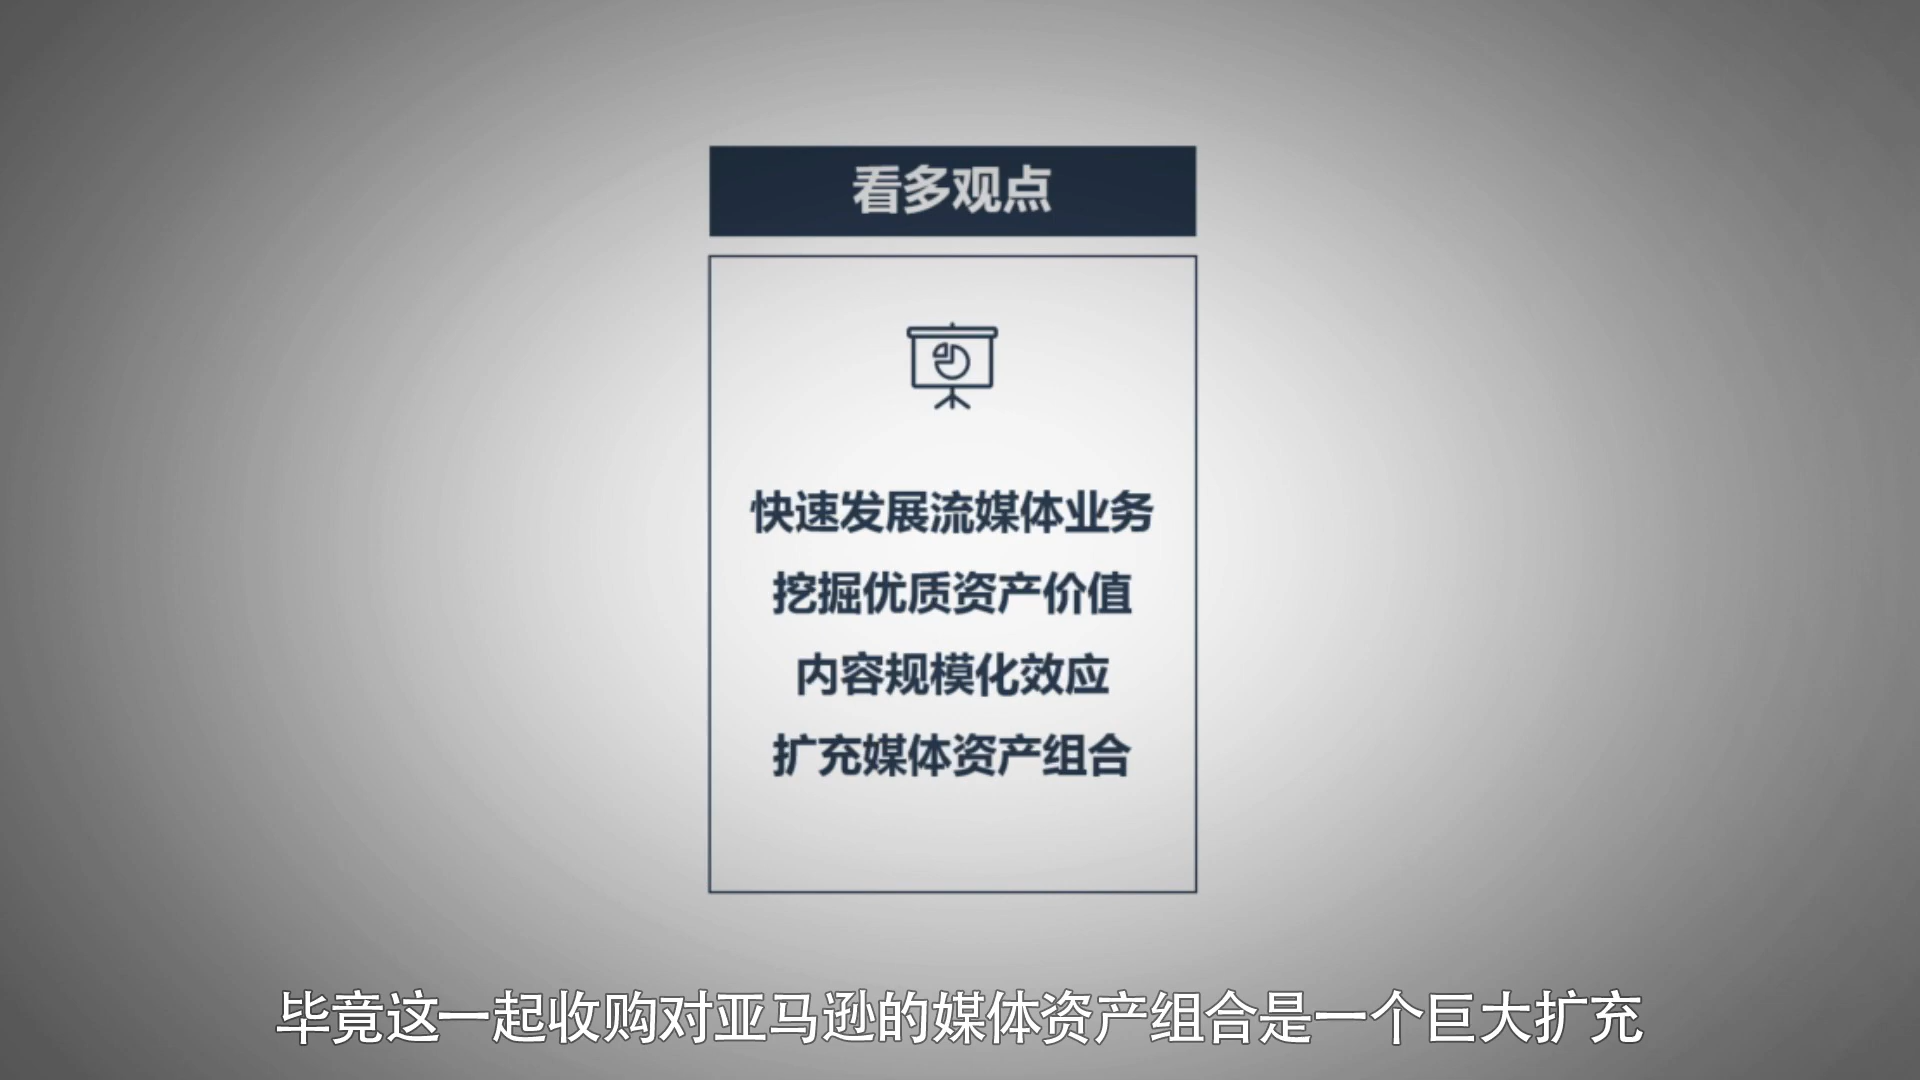 看多观点
快速发展流媒体业务
挖掘优质资产价值
内容规模化效应
扩充媒体资产组合
毕竟这一起收购对亚马逊的媒体资产组合是一个巨大扩充